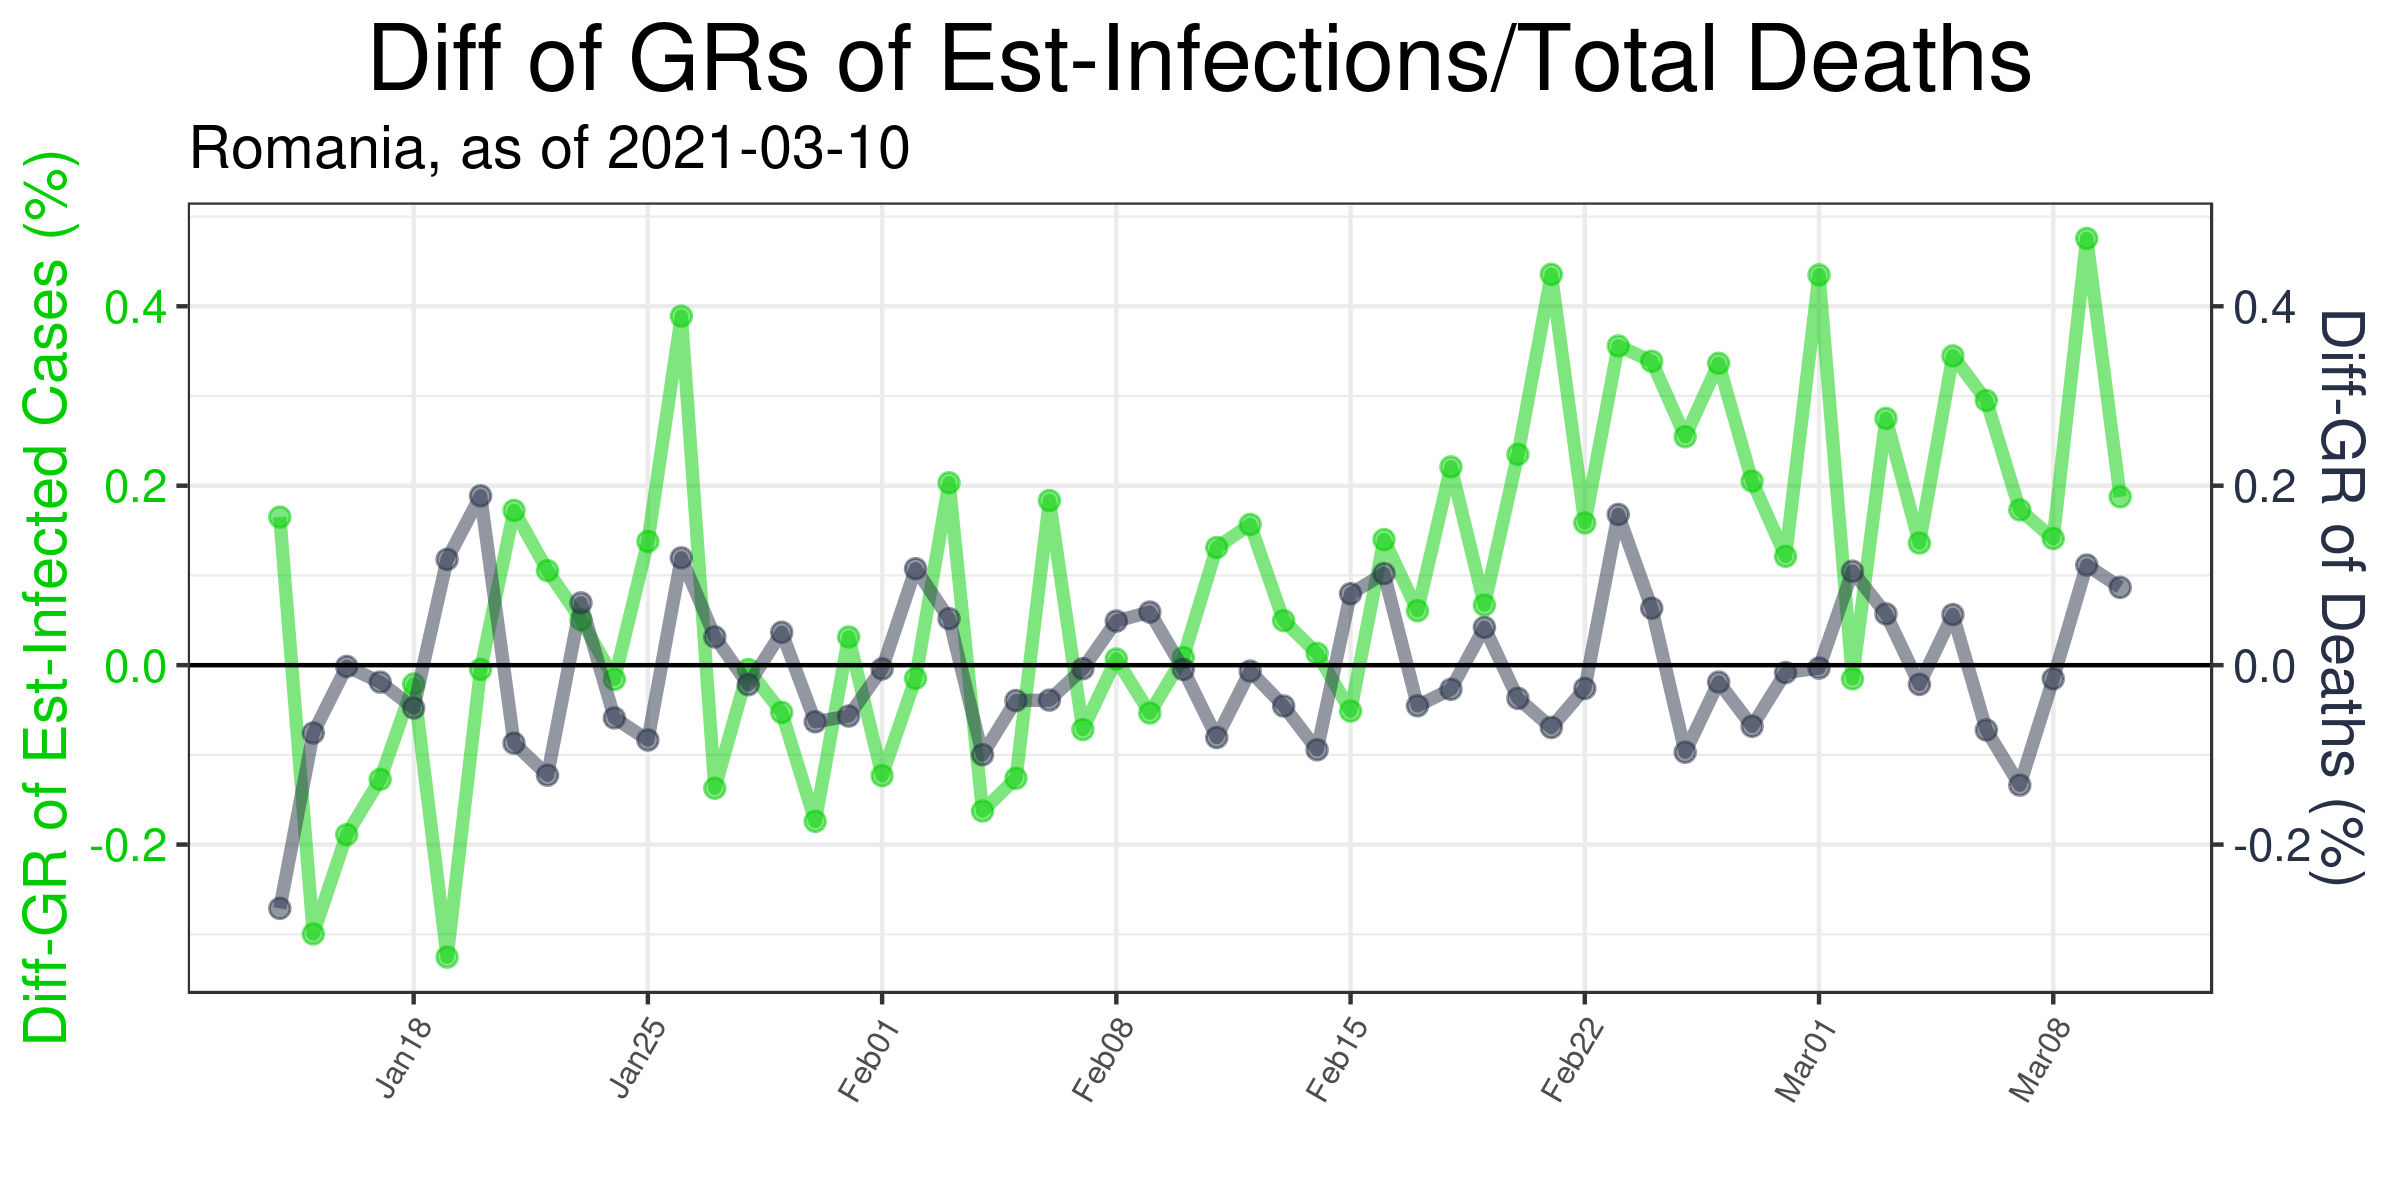 Diff of GRs of Est-Infections/Total Deaths
Romania, as of 2021-03-10
Diff-GR of Est-Infected Cases (%)
0.4
0.2
0.0
-0.2
0.4
0.2
0.0
-0.2
Diff-GR of Deaths (%)
Jan18
Jan25
Feb01
Feb08
Feb15
Feb22
Mar01
Mar08